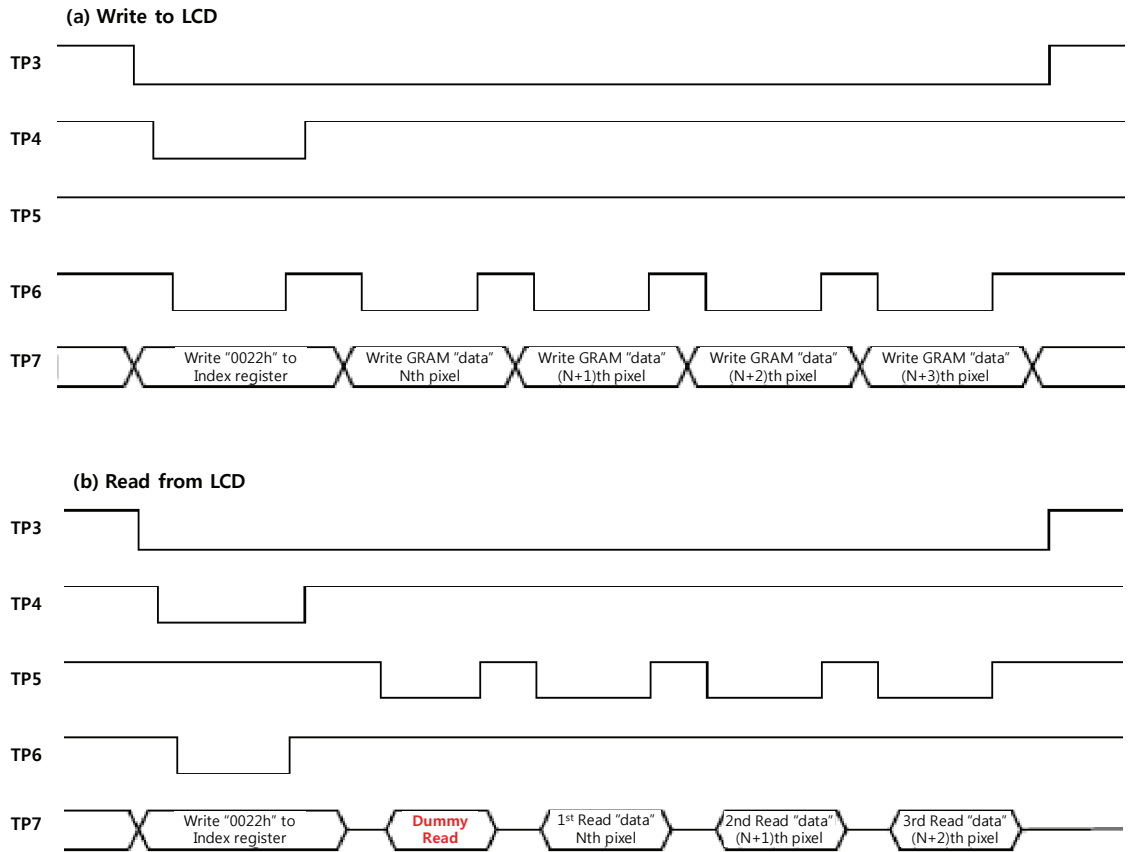 (a) Write to LCD
TP3
TP4
TP5
TP6
TP7
Write "0022h" to
Index register
Write GRAM "data"
Nth pixel
Write GRAM "data"
(N+1)th pixel
Write GRAM "data"
(N+2)th pixel
Write GRAM "data"
(N+3)th pixel
(b) Read from LCD
TP3
TP4
TP5
TP6
TP7
Write "0022h" to
Index register
Dummy
Read
1st Read "data"
Nth pixel
2nd Read "data"
(N+1)th pixel
3rd Read "data"
(N+2)th pixel